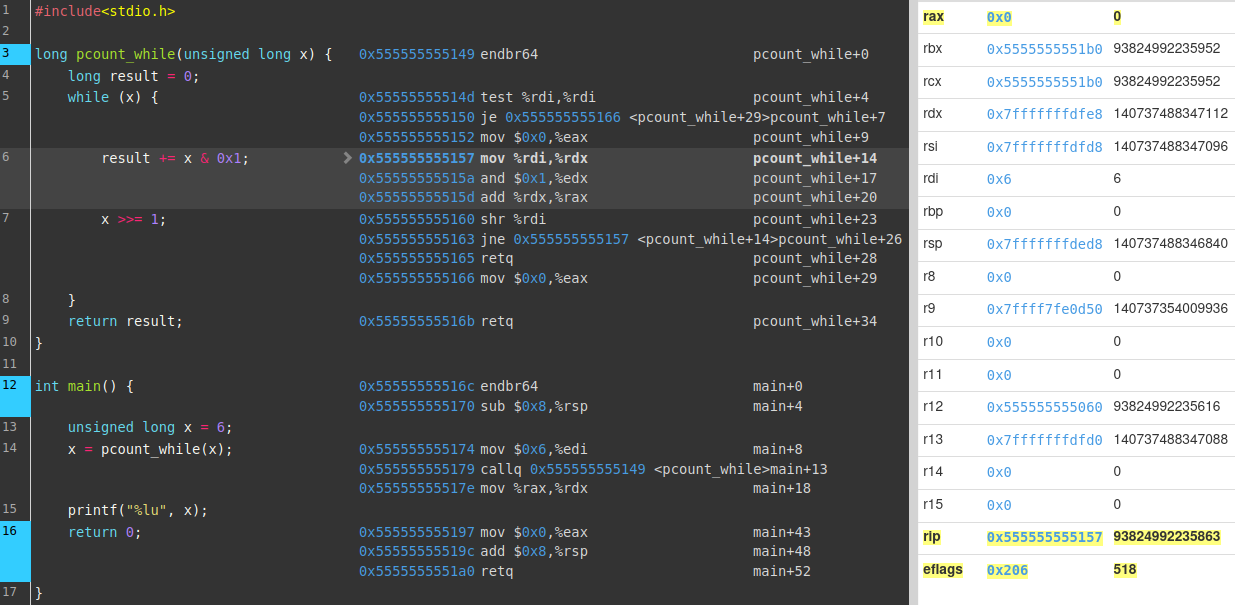 1 #include<stdio.h>
2
3 long pcount_while(unsigned long x) { 0x555555555149 endbr64 pcount_while+0
4 long result = 0;
5 while (x) { 0x55555555514d test %rdi,%rdi pcount_while+4
0x555555555150 je 0x555555555166 <pcount_while+29>pcount_while+7
0x555555555152 mov $0x0,%eax pcount_while+9
6 result += x & 0x1; 0x555555555157 mov %rdi,%rdx pcount_while+14
0x55555555515a and $0x1,%edx pcount_while+17
0x55555555515d add %rdx,%rax pcount_while+20
7 x >>= 1; 0x555555555160 shr %rdi pcount_while+23
0x555555555163 jne 0x555555555157 <pcount_while+14>pcount_while+26
0x555555555165 retq pcount_while+28
0x555555555166 mov $0x0,%eax pcount_while+29
8 }
9 return result; 0x55555555516b retq pcount_while+34
10 }
11
12 int main() { 0x55555555516c endbr64 main+0
0x555555555170 sub $0x8,%rsp main+4
13 unsigned long x = 6;
14 x = pcount_while(x); 0x555555555174 mov $0x6,%edi main+8
0x555555555179 callq 0x555555555149 <pcount_while>main+13
0x55555555517e mov %rax,%rdx main+18
15 printf("%lu", x);
16 return 0; 0x555555555197 mov $0x0,%eax main+43
0x55555555519c add $0x8,%rsp main+48
0x5555555551a0 retq main+52
17 }
rax 0x0 0
rbx 0x5555555551b0 93824992235952
rcx 0x5555555551b0 93824992235952
rdx 0x7fffffffdfe8 140737488347112
rsi 0x7fffffffdfd8 140737488347096
rdi 0x6 6
rbp 0x0 0
rsp 0x7fffffffded8 140737488346840
r8 0x0 0
r9 0x7ffff7fe0d50 140737354009936
r10 0x0 0
r11 0x0 0
r12 0x555555555060 93824992235616
r13 0x7fffffffdfd0 140737488347088
r14 0x0 0
r15 0x0 0
rip 0x555555555157 93824992235863
eflags 0x206 518